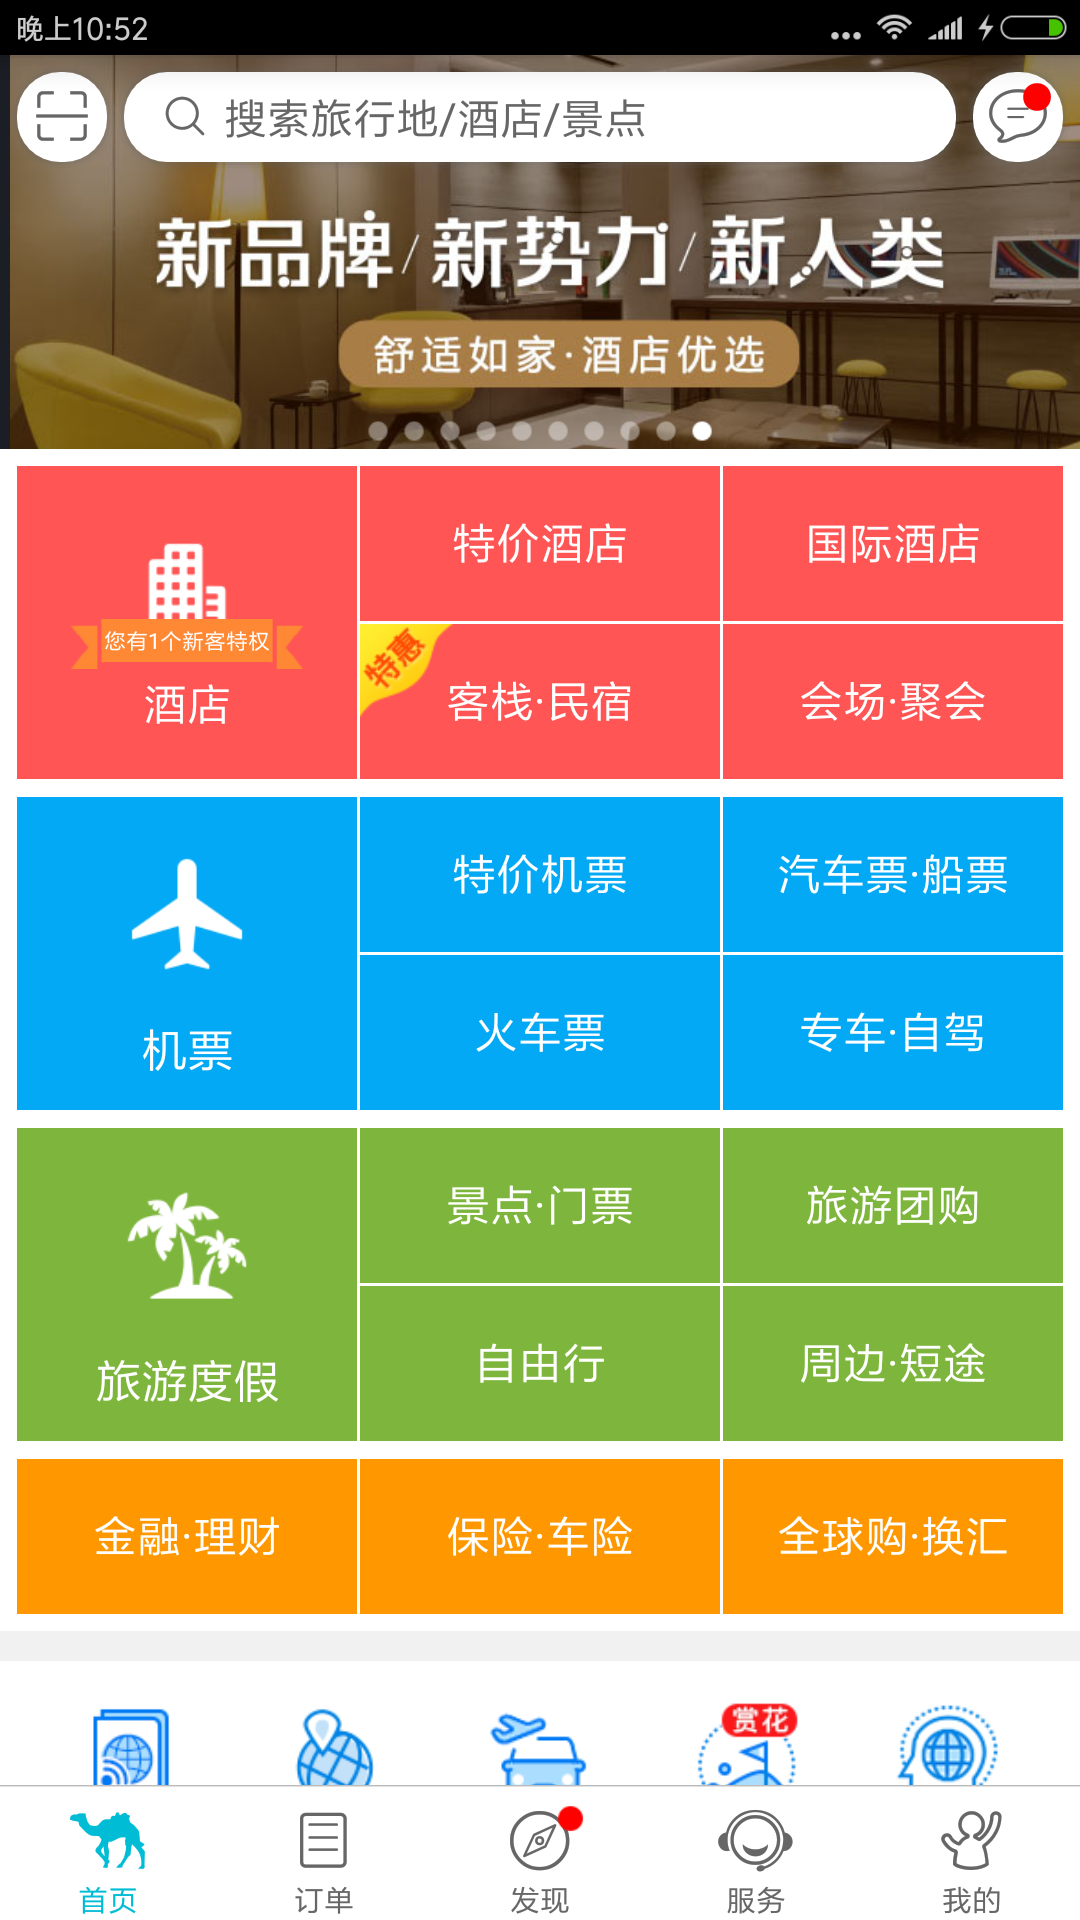 晚上10:52
搜索旅行地/酒店/景点
新品牌/新势力/新人类
舒适如家·酒店优选
特价酒店
国际酒店
您有1个新客特权
酒店
特惠
客栈·民宿
会场·聚会
特价机票
汽车票·船票
机票
火车票
专车·自驾
景点·门票
旅游团购
旅游度假
自由行
周边·短途
金融·理财
保险·车险
全球购·换汇
赏花
首页
订单
发现
服务
我的